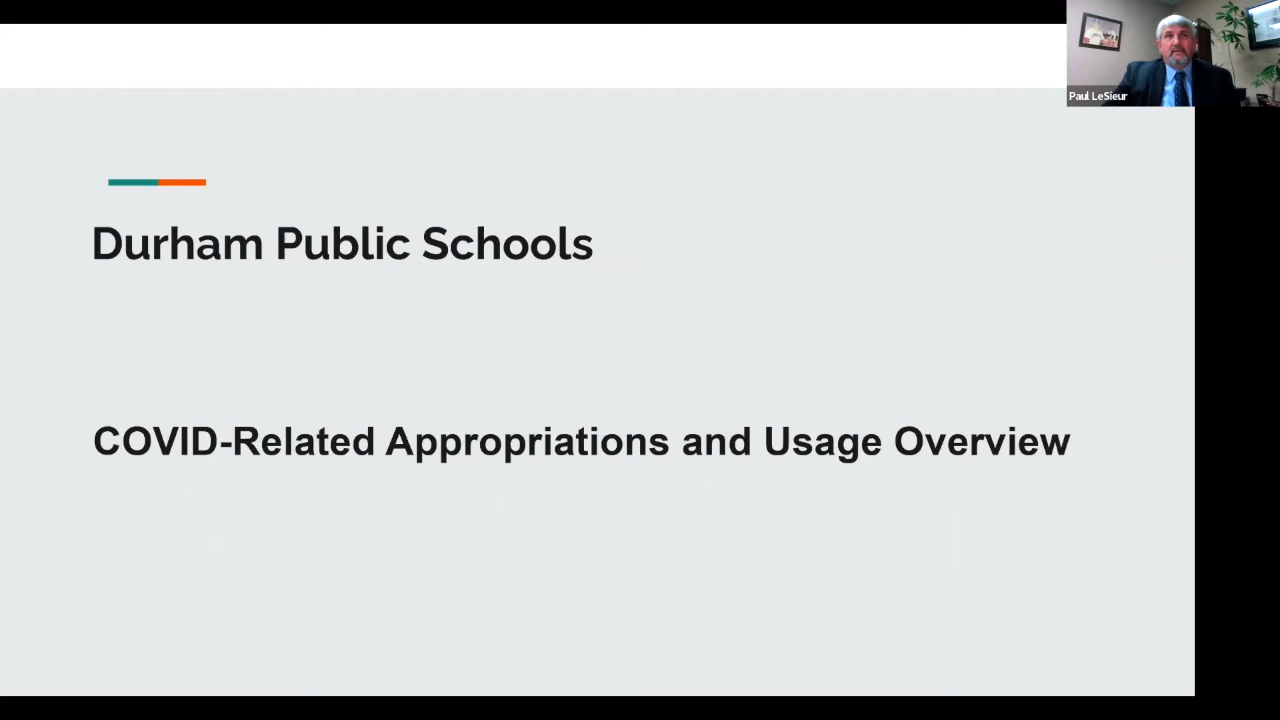 Paul LeSieur
Durham Public Schools
COVID-Related Appropriations and Usage Overview